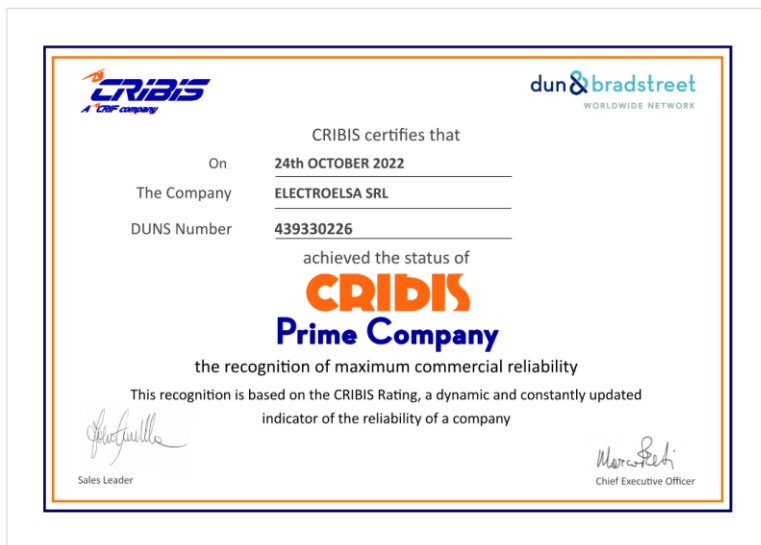 CRIBIS
A CRIF company
dun & bradstreet
WORLDWIDE NETWORK
CRIBIS certifies that
On 24th OCTOBER 2022
The Company ELECTROELSA SRL
DUNS Number 439330226
achieved the status of
CRIBIS
Prime Company
the recognition of maximum commercial reliability
This recognition is based on the CRIBIS Rating, a dynamic and constantly updated
indicator of the reliability of a company
Sales Leader
Chief Executive Officer